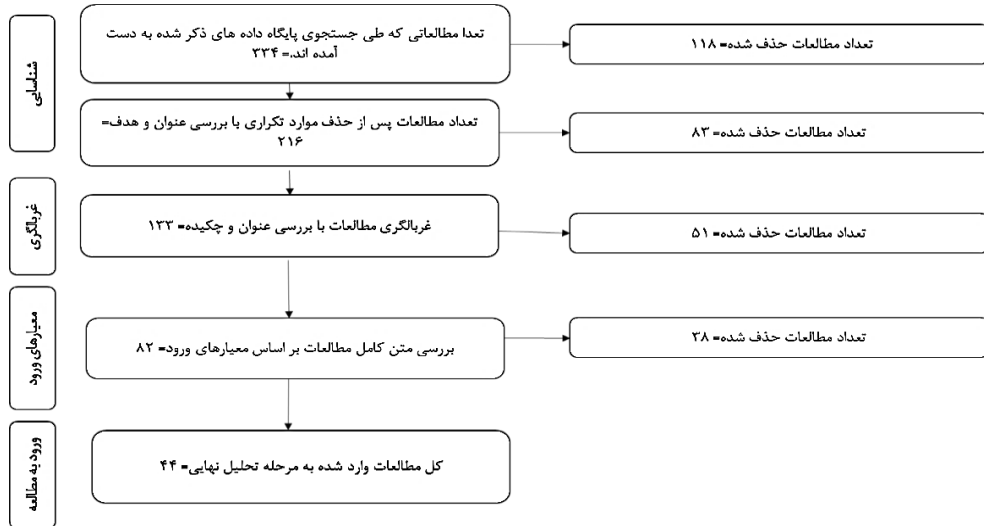 شناسایی
تعدا مطالعاتی که طی جستجوی پایگاه داده های ذکر شده به دست
آمده اند.= ۳۳۴
تعداد مطالعات حذف شده= ۱۱۸
تعداد مطالعات پس از حذف موارد تکراری با بررسی عنوان و هدف=
۲۱۶
تعداد مطالعات حذف شده= ۸۳
غربالگری
غربالگری مطالعات با بررسی عنوان و چکیده= ۱۳۳
تعداد مطالعات حذف شده= ۵۱
معیارهای ورود
بررسی متن کامل مطالعات بر اساس معیارهای ورود= ۸۲
تعداد مطالعات حذف شده= ۳۸
ورود به مطالعه
کل مطالعات وارد شده به مرحله تحلیل نهایی= ۴۴